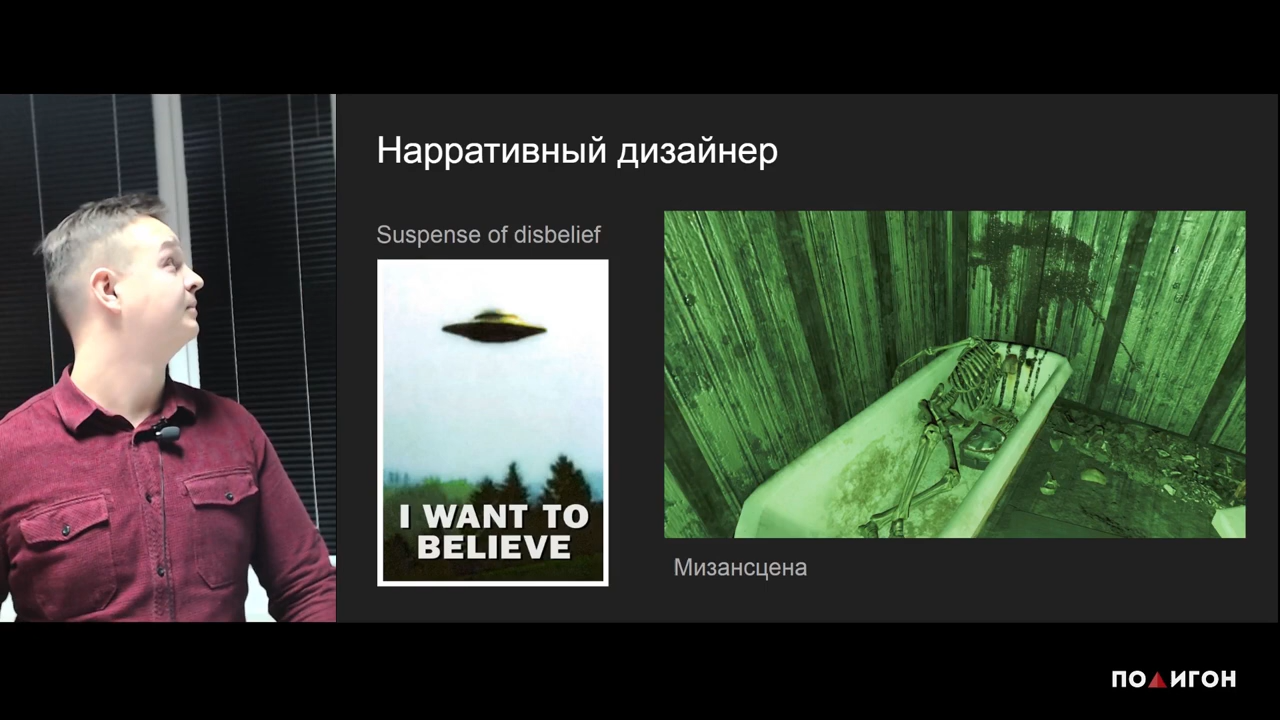 Нарративный дизайнер
Suspense of disbelief
I WANT TO
BELIEVE
Мизансцена
ПОЛИГОН